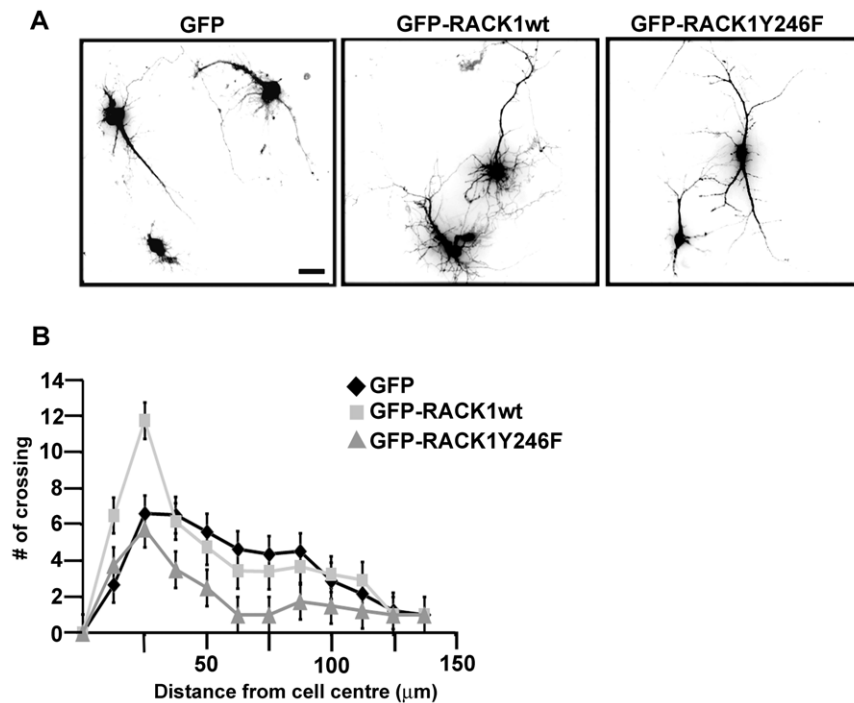 A
GFP
GFP-RACK1wt
GFP-RACK1Y246F
B
14
12
10
8
6
4
2
0
# of crossing
GFP
GFP-RACK1wt
GFP-RACK1Y246F
50
100
150
Distance from cell centre (μm)